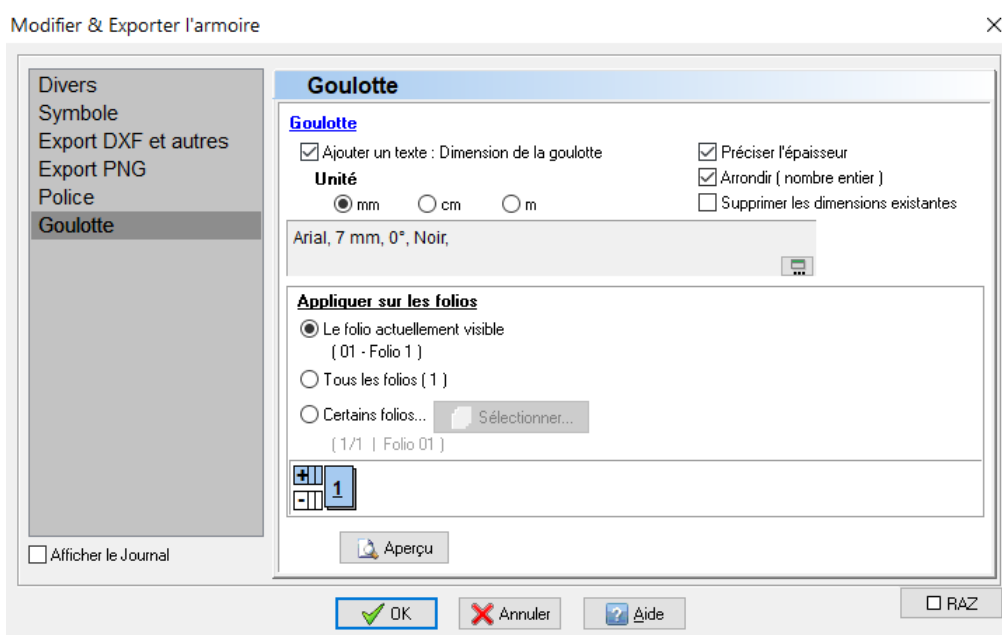 Modifier & Exporter l'armoire
Divers
Symbole
Export DXF et autres
Export PNG
Police
Goulotte
Afficher le Journal
Goulotte
Goulotte
Ajouter un texte : Dimension de la goulotte
Préciser l'épaisseur
Unité
Arrondir ( nombre entier )
mm cm m
Supprimer les dimensions existantes
Arial, 7 mm, 0°, Noir,
Appliquer sur les folios
Le folio actuellement visible
( 01 - Folio 1 )
Tous les folios ( 1 )
Certains folios... Sélectionner...
( 1/1 | Folio 01 )
1
Aperçu
OK Annuler Aide RAZ